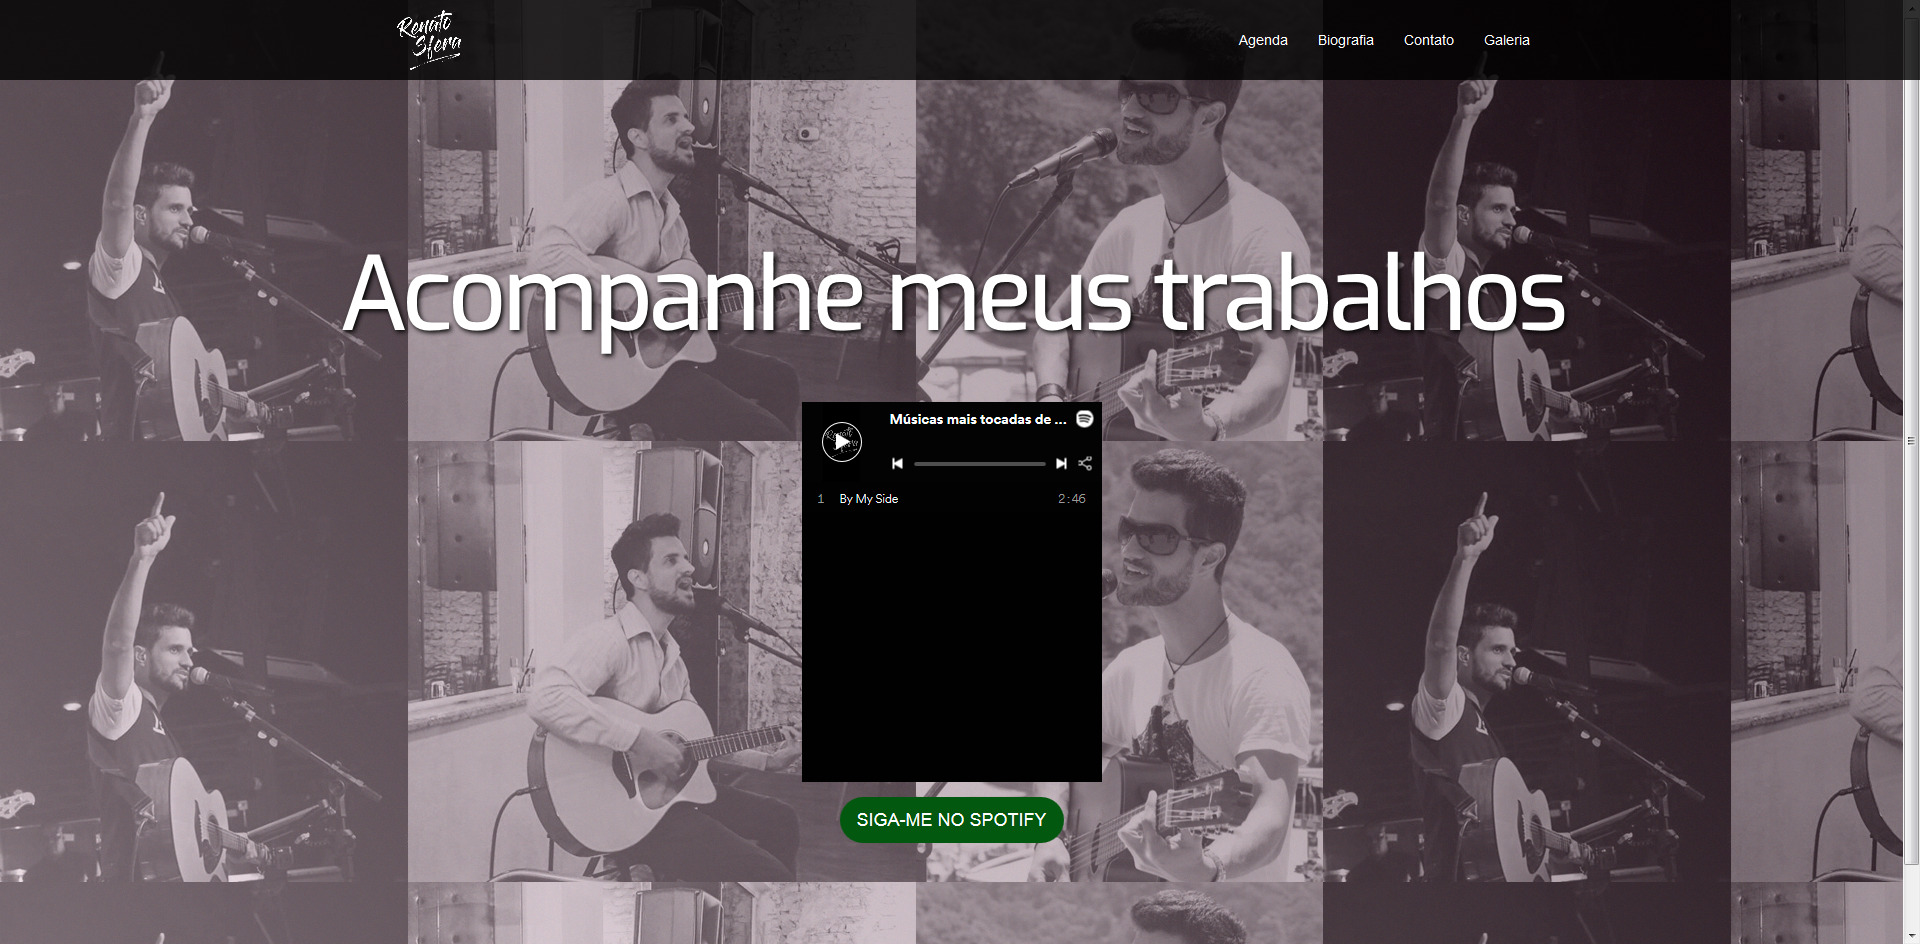 Renato
Sfera
Agenda
Biografia
Contato
Galeria
Acompanhe meus trabalhos
Músicas mais tocadas de ...
1 By My Side 2:46
SIGA-ME NO SPOTIFY